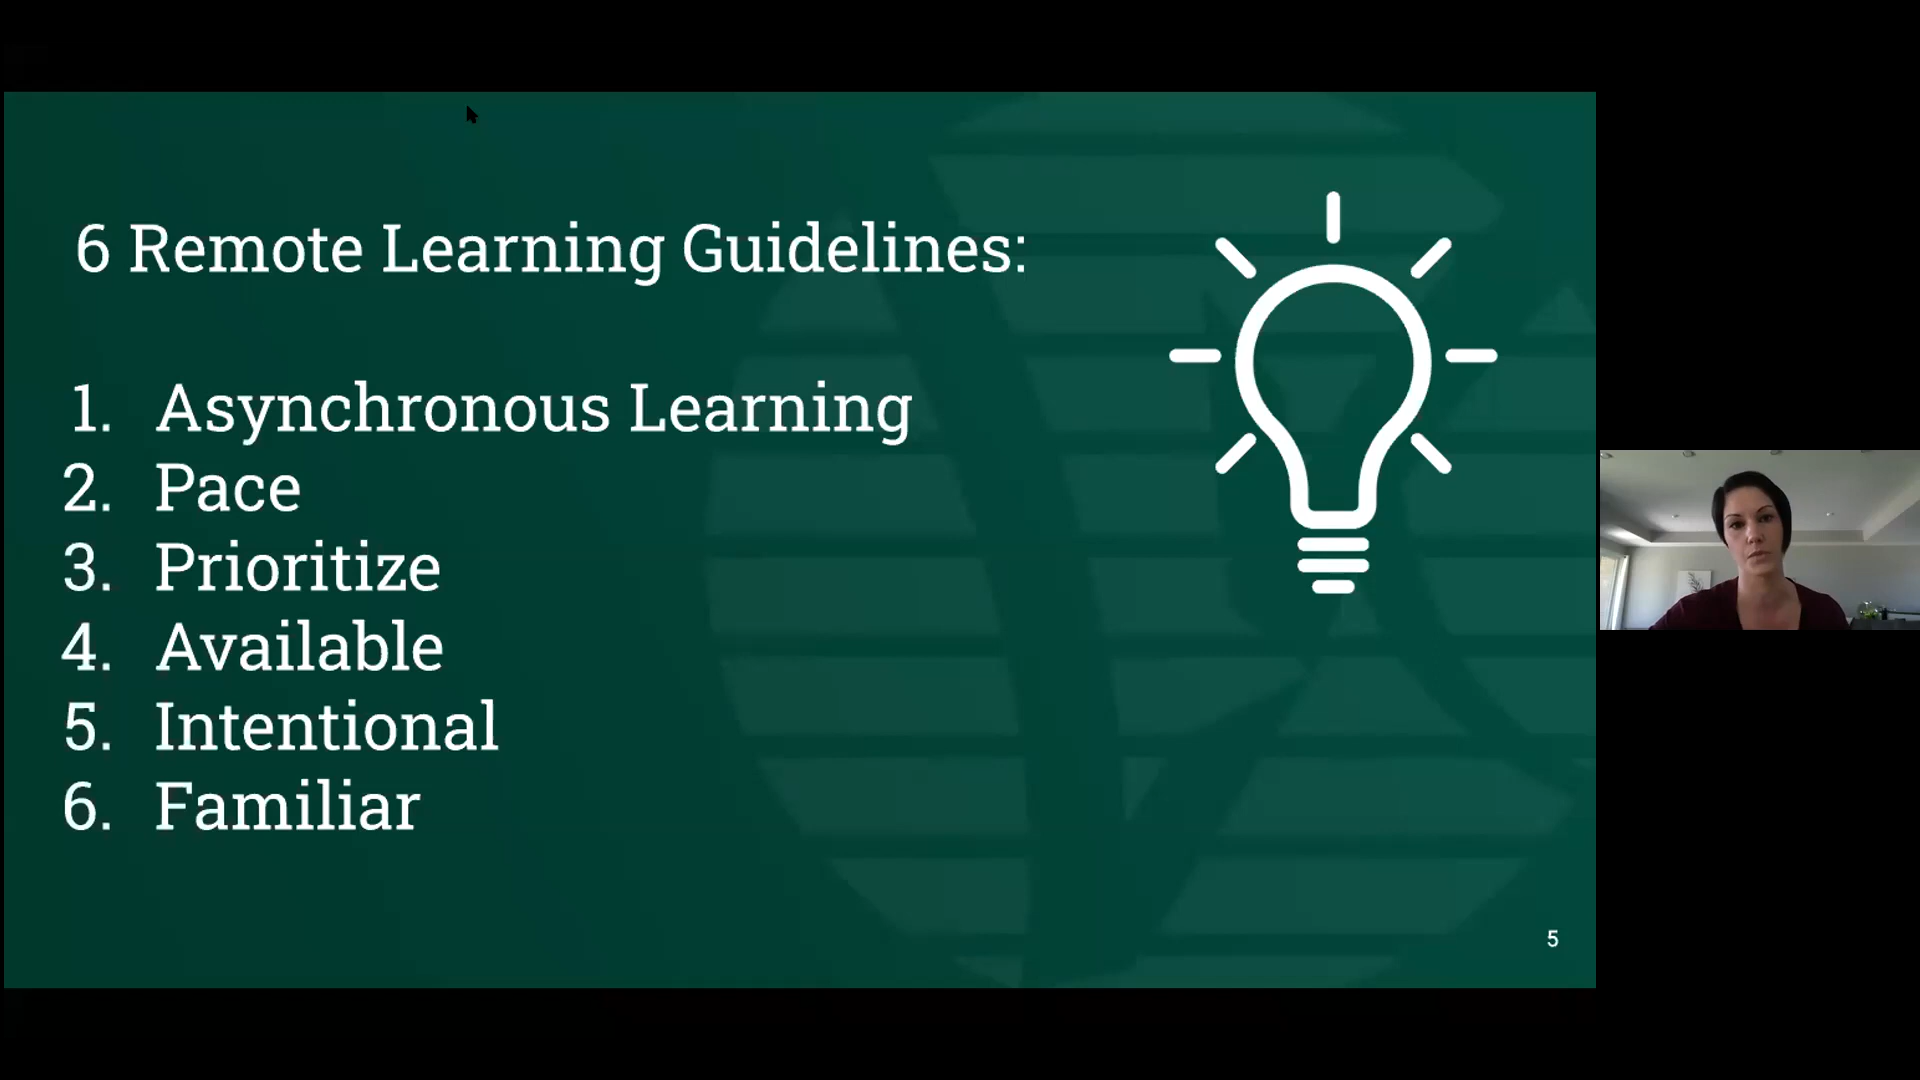 6 Remote Learning Guidelines:
1. Asynchronous Learning
2. Pace
3. Prioritize
4. Available
5. Intentional
6. Familiar
5